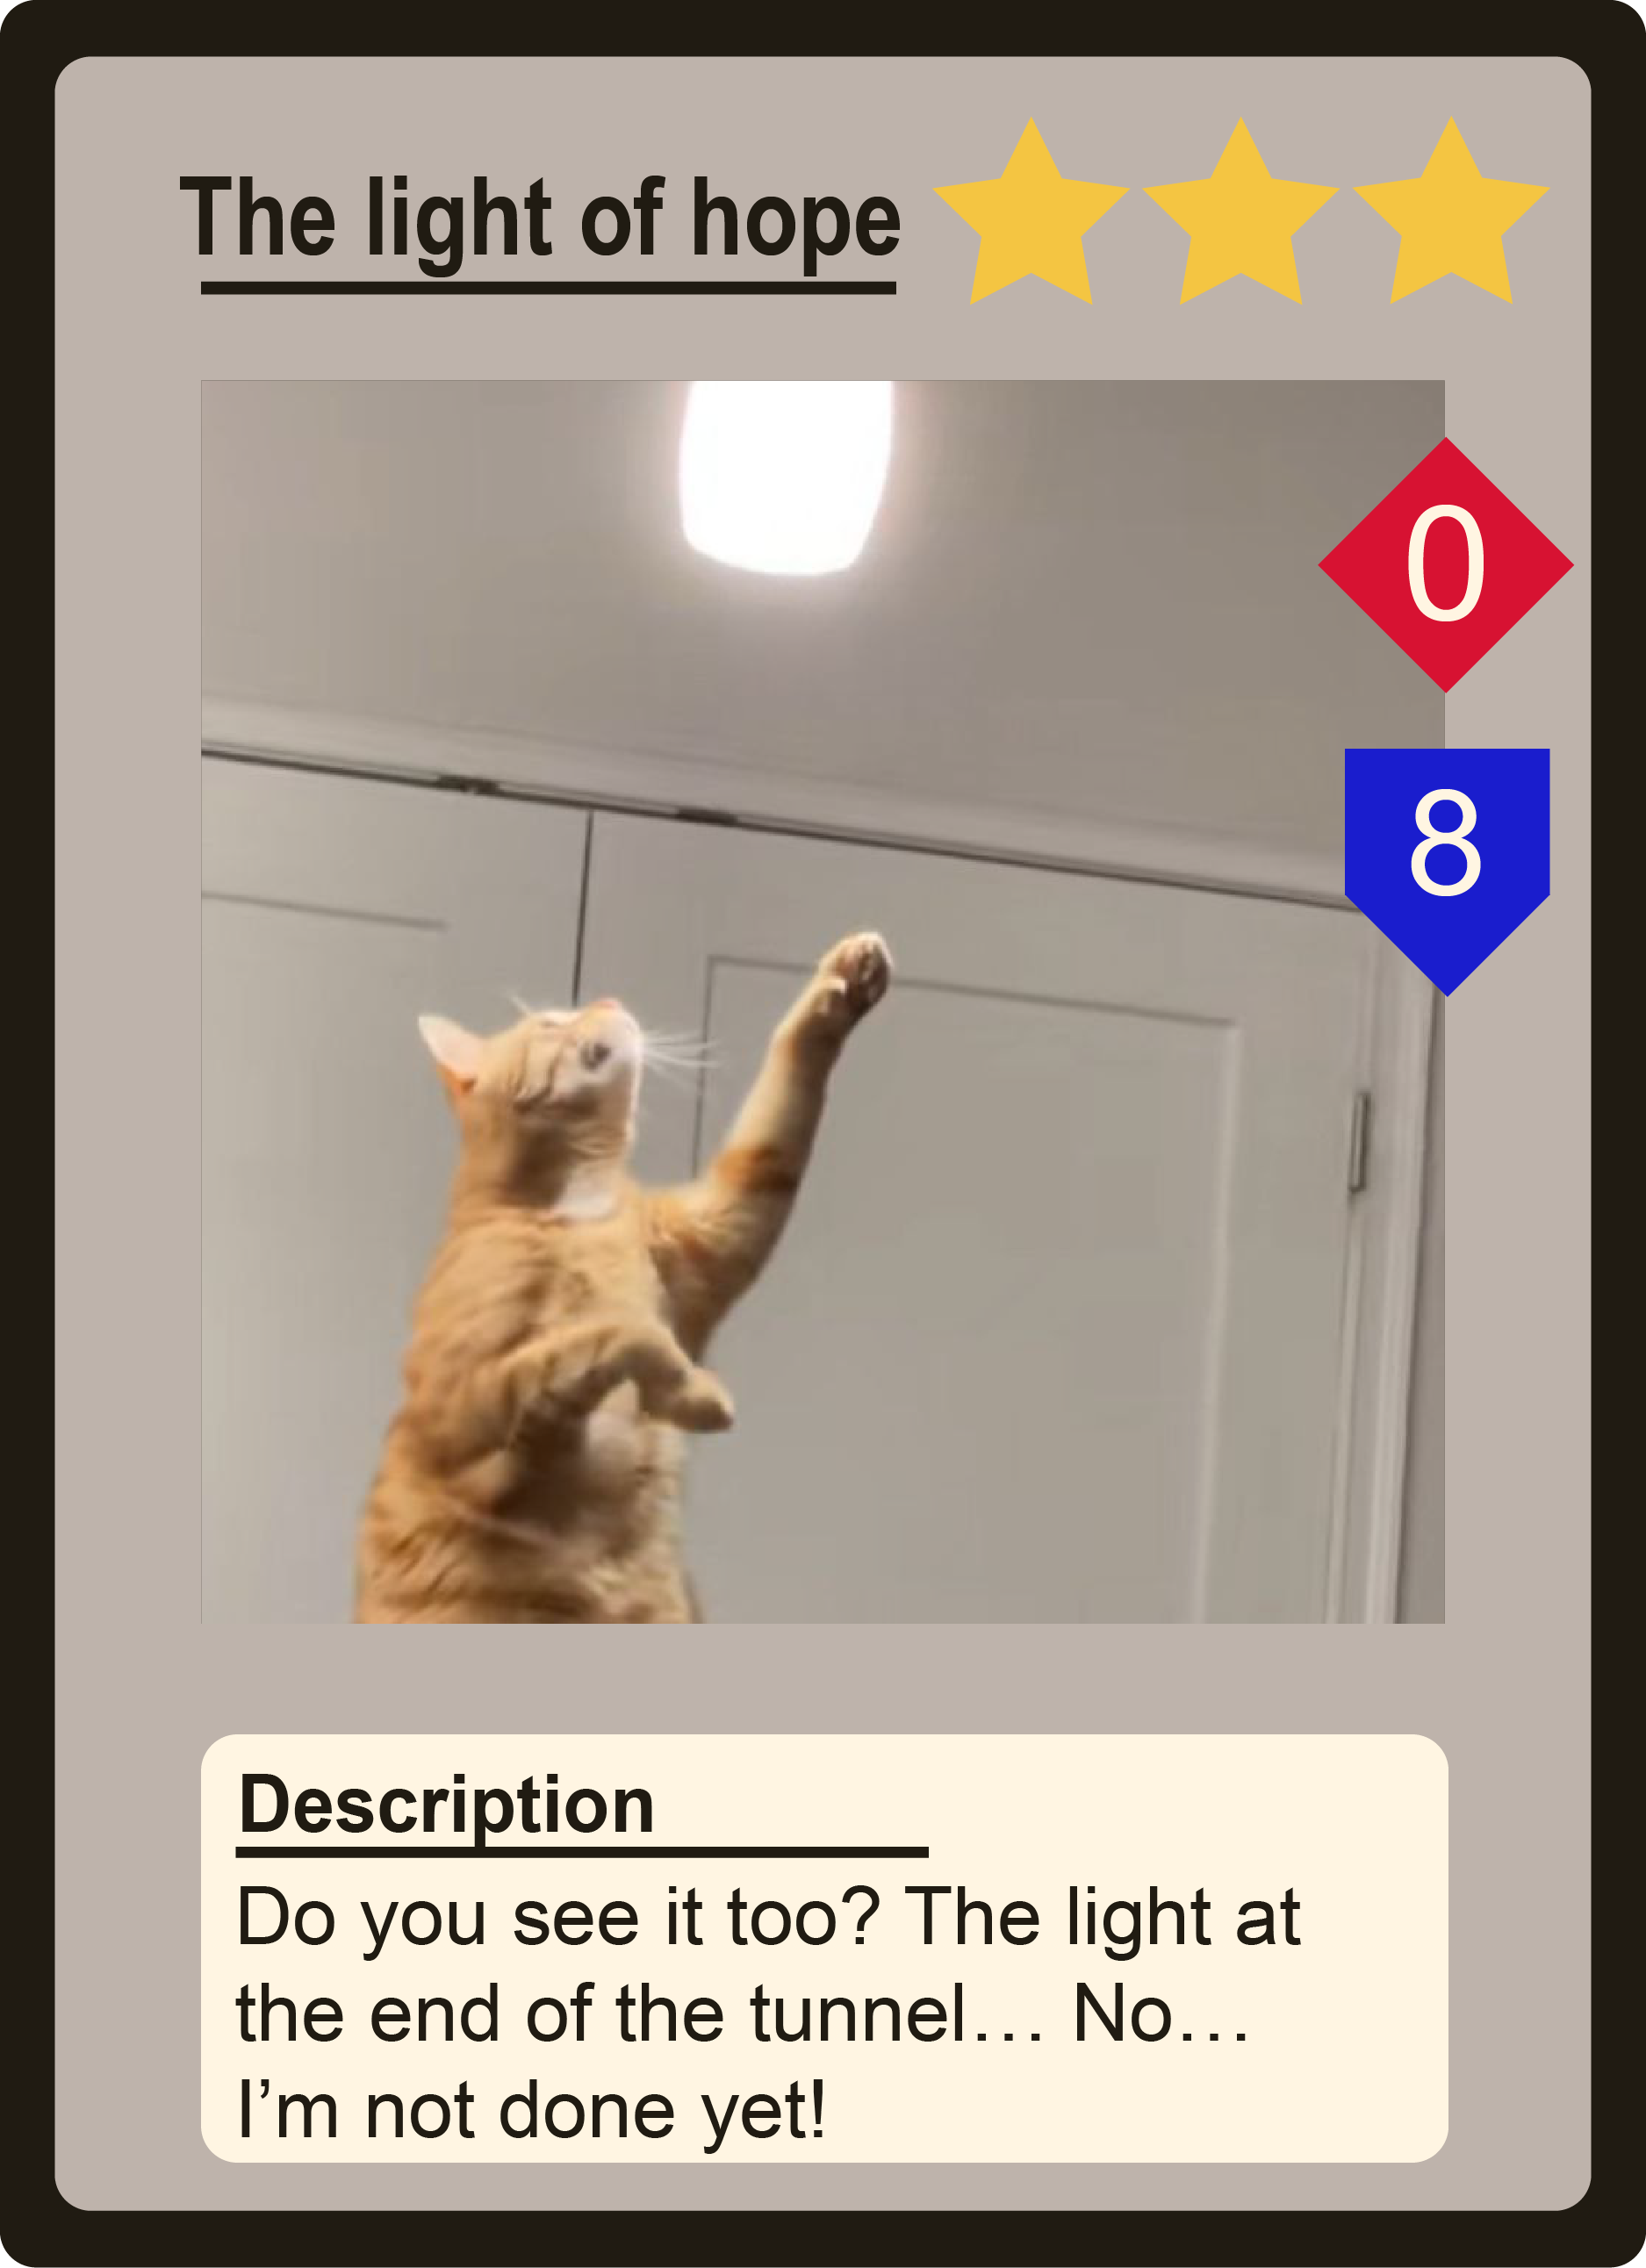 The light of hope
0
8
Description
Do you see it too? The light at
the end of the tunnel… No…
I’m not done yet!